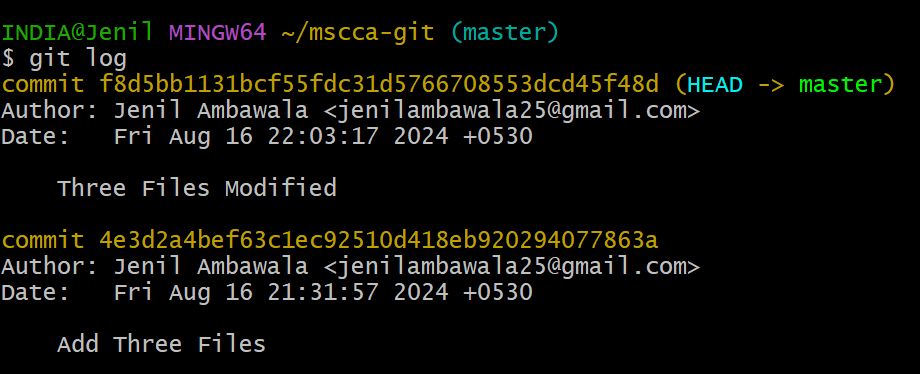 INDIA@Jenil MINGW64 ~/mscca-git (master)
$ git log
commit f8d5bb1131bcf55fdc31d5766708553dcd45f48d (HEAD -> master)
Author: Jenil Ambawala <jenilambawala25@gmail.com>
Date:   Fri Aug 16 22:03:17 2024 +0530
    Three Files Modified
commit 4e3d2a4bef63c1ec92510d418eb920294077863a
Author: Jenil Ambawala <jenilambawala25@gmail.com>
Date:   Fri Aug 16 21:31:57 2024 +0530
    Add Three Files